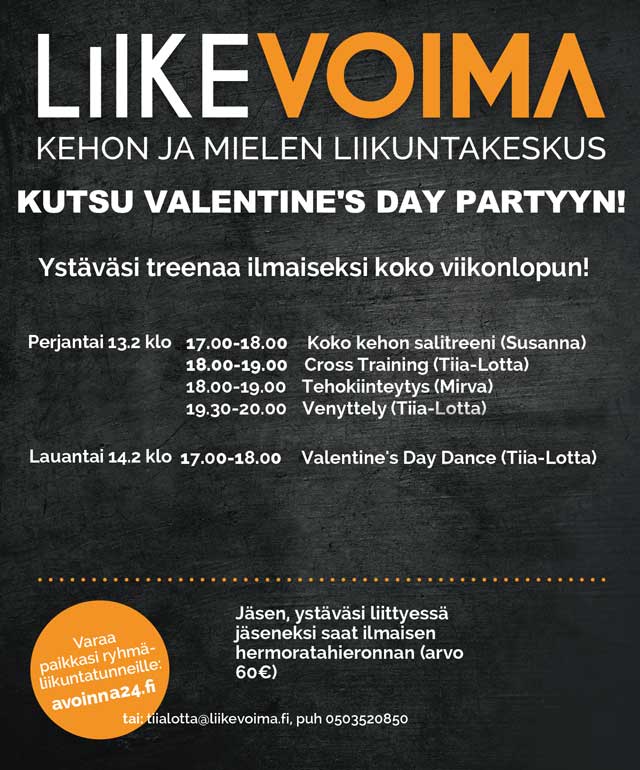 LIIKEVOIMA
KEHON JA MIELEN LIIKUNTAKESKUS
KUTSU VALENTINE'S DAY PARTYYN!
Ystäväsi treenaa ilmaiseksi koko viikonlopun!
Perjantai 13.2 klo 17.00-18.00 Koko kehon salitreeni (Susanna)
18.00-19.00 Cross Training (Tiia-Lotta)
18.00-19.00 Tehokiinteytys (Mirva)
19.30-20.00 Venyttely (Tiia-Lotta)
Lauantai 14.2 klo 17.00-18.00 Valentine's Day Dance (Tiia-Lotta)
Jäsen, ystäväsi liittyessä
jäseneksi saat ilmaisen
hermoratahieronnan (arvo
60€)
Varaa
paikkasi ryhmä-
liikuntatunneille:
avoinna24.fi
tai: tiialotta@liikevoima.fi, puh 0503520850